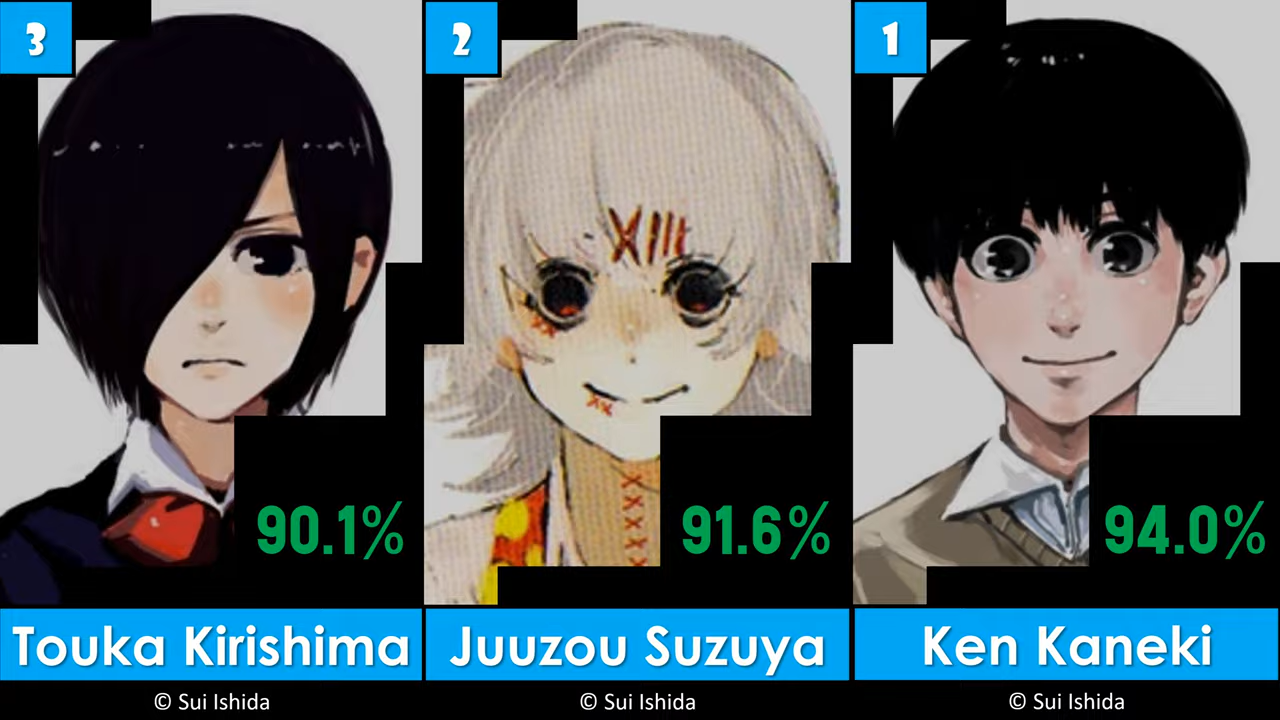 3
2
1
XIII
90.1%
91.6%
94.0%
Touka Kirishima
Juuzou Suzuya
Ken Kaneki
© Sui Ishida
© Sui Ishida
© Sui Ishida